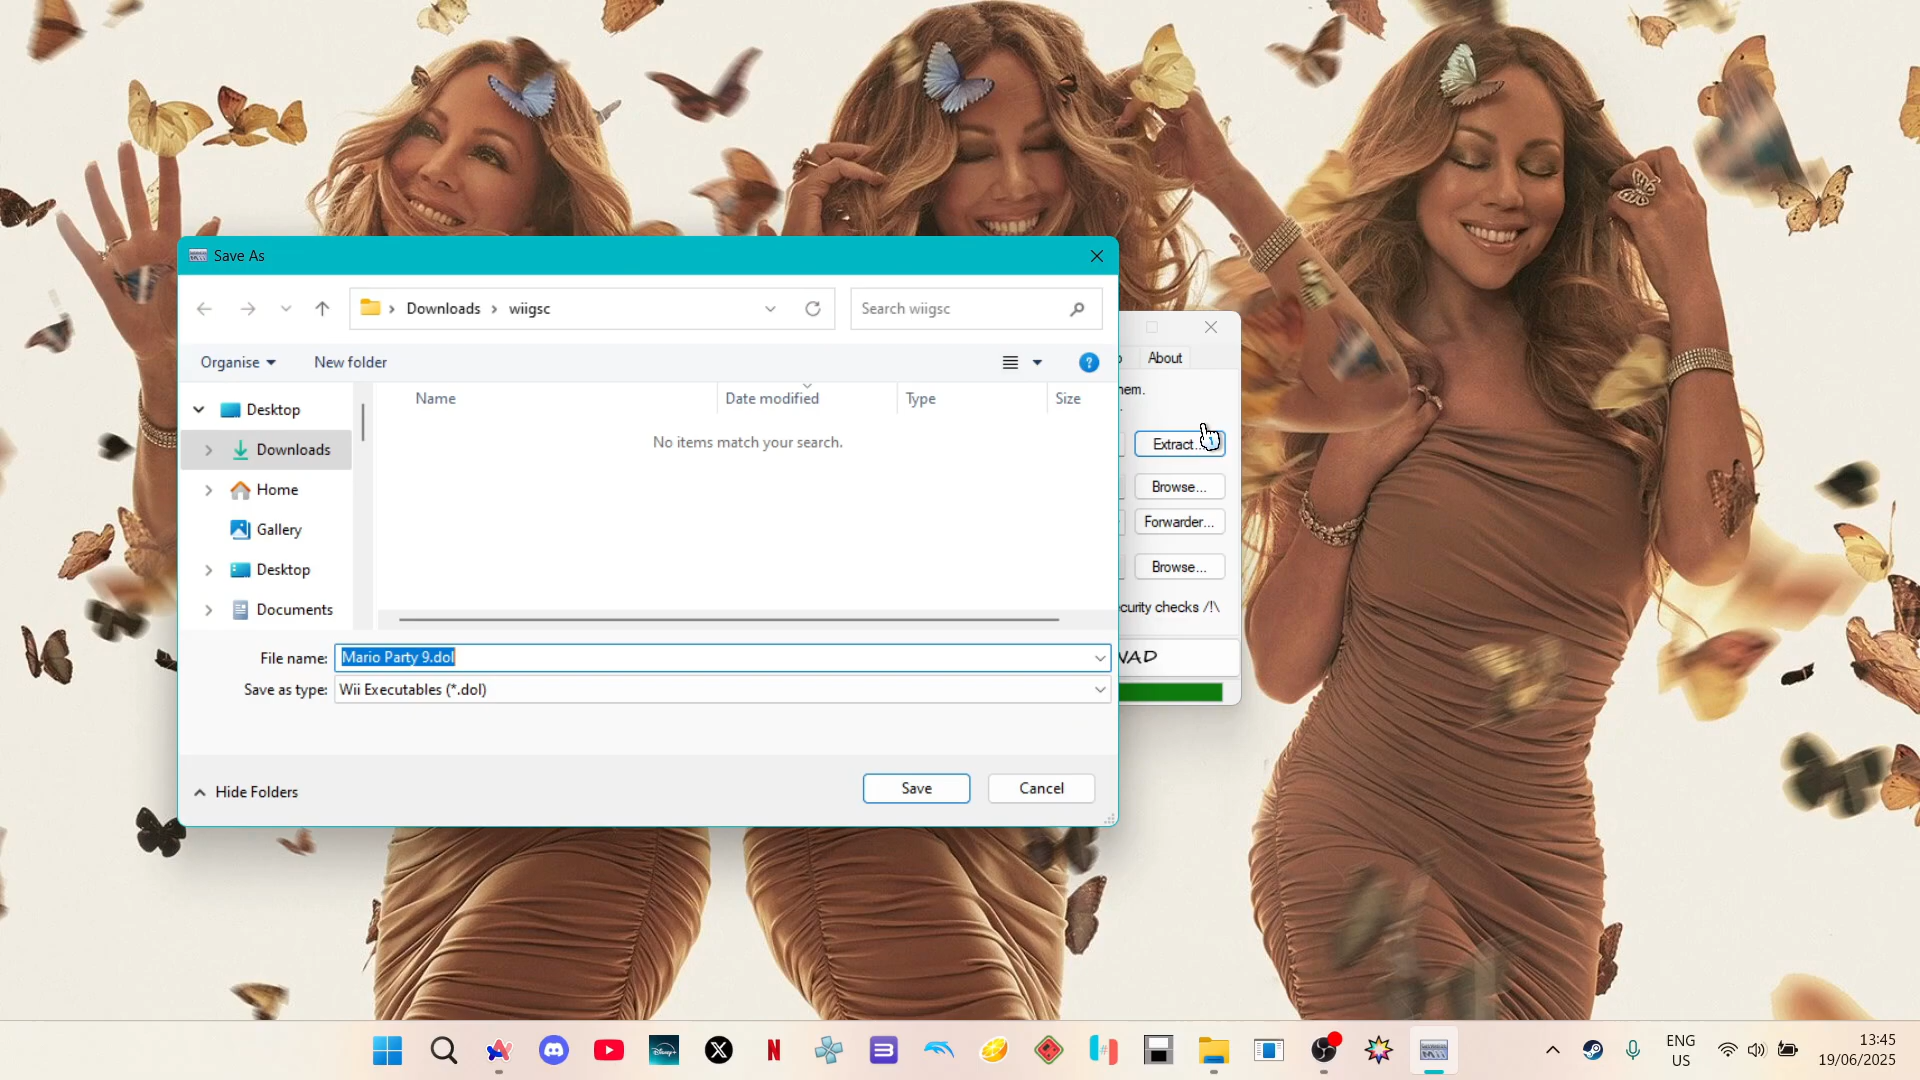 Save As
Downloads
wiigsc
Search wiigsc
Organise
New folder
?
Name
Date modified
Type
Size
No items match your search.
Desktop
Downloads
Home
Gallery
Desktop
Documents
File name:
Mario Party 9.dol
Save as type:
Wii Executables (*.dol)
Hide Folders
Save
Cancel
About
Extract
Browse...
Forwarder...
Browse...
curity checks /!\
WAD
Disney+
X
N
B
ENG
US
13:45
19/06/2025